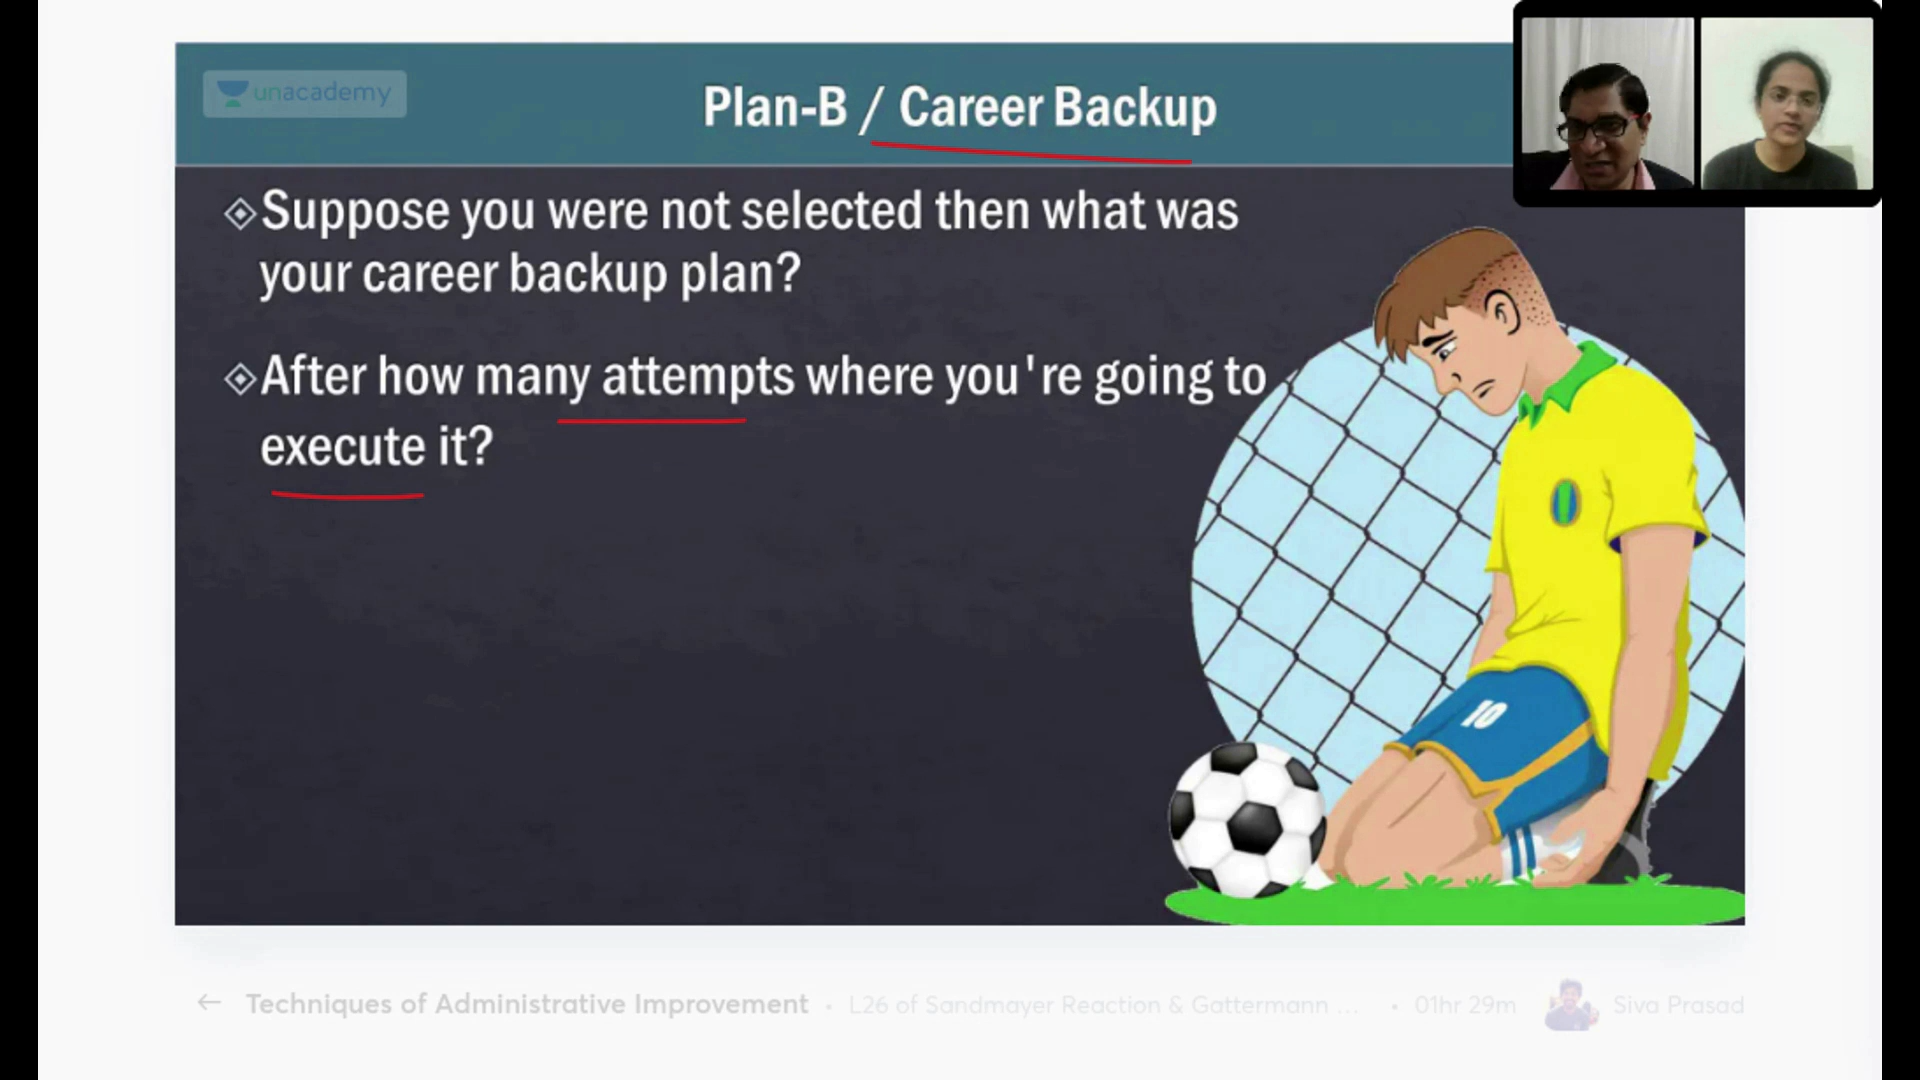 unacademy
Plan-B / Career Backup
Suppose you were not selected then what was
your career backup plan?
After how many attempts where you're going to
execute it?
10
Techniques of Administrative Improvement • L26 of Sandmayer Reaction & Gattermann ... • 01hr 29m Siva Prasad